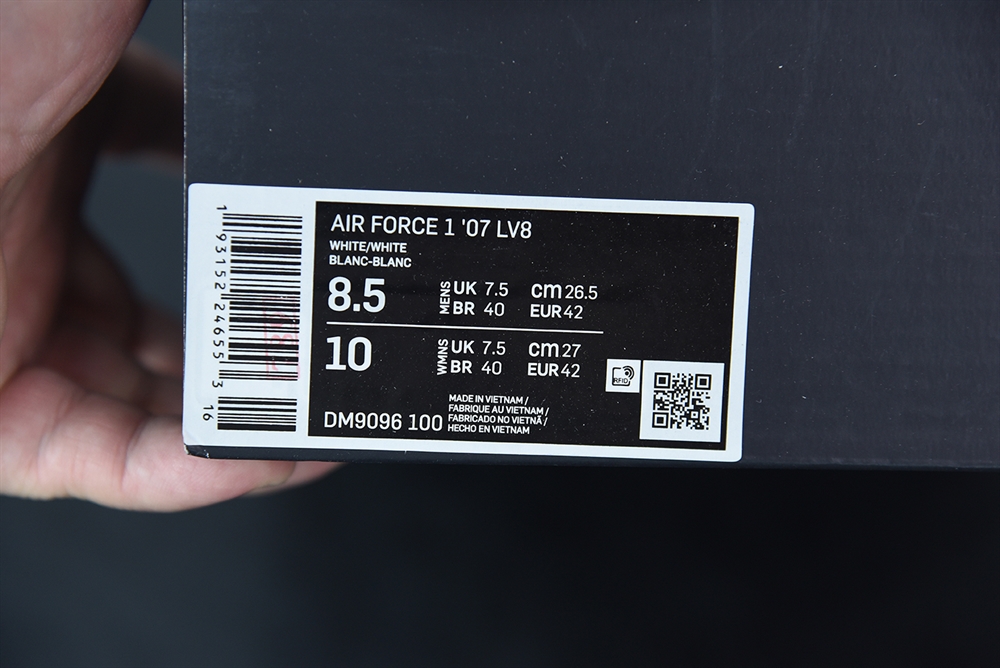 AIR FORCE 1 '07 LV8
WHITE/WHITE
BLANC-BLANC
8.5 MENS UK 7.5 cm 26.5
BR 40 EUR 42
10 WMNS UK 7.5 cm 27
BR 40 EUR 42
RFID
DM9096 100
MADE IN VIETNAM /
FABRIQUE AU VIETNAM /
FABRICADO NO VIETNÃ /
HECHO EN VIETNAM
1 93152 24655 3 16